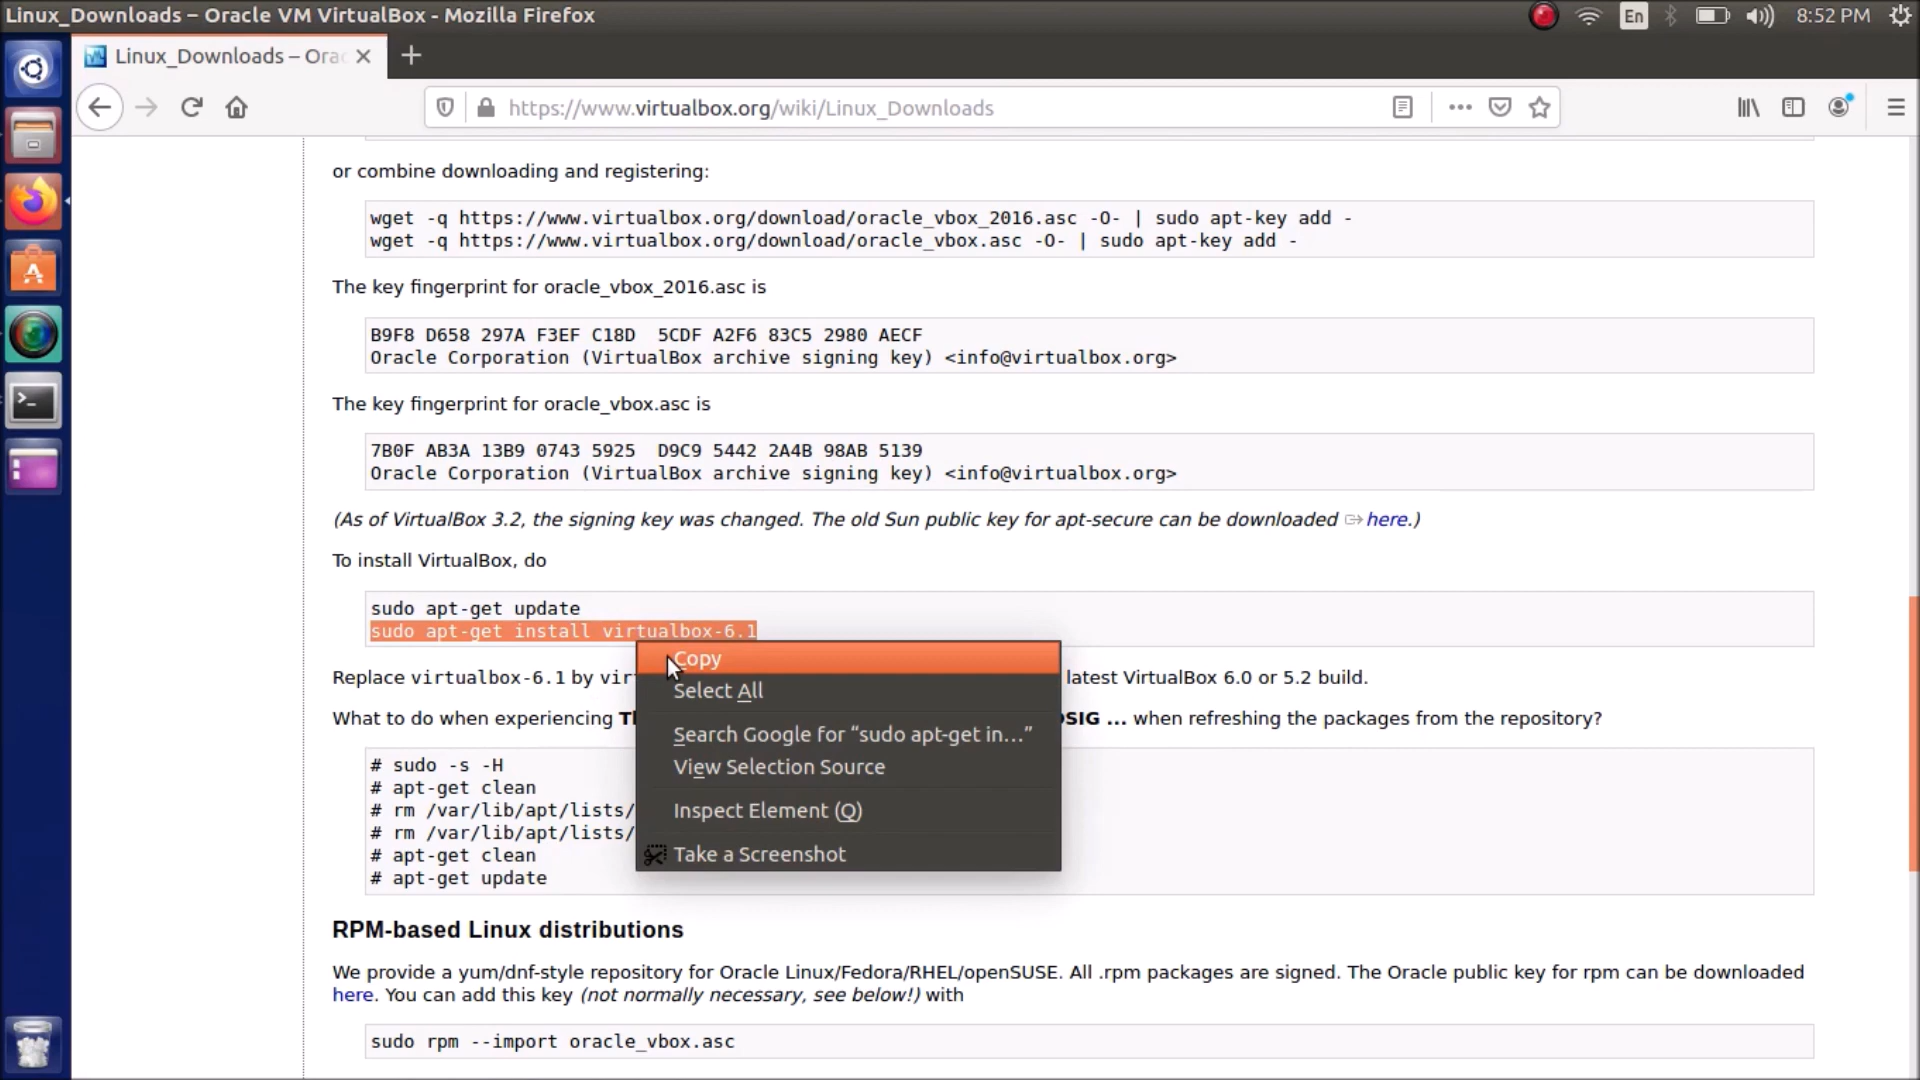 Linux_Downloads – Oracle VM VirtualBox - Mozilla Firefox
En
8:52 PM
Linux_Downloads – Orac
https://www.virtualbox.org/wiki/Linux_Downloads
or combine downloading and registering:
wget -q https://www.virtualbox.org/download/oracle_vbox_2016.asc -O- | sudo apt-key add -
wget -q https://www.virtualbox.org/download/oracle_vbox.asc -O- | sudo apt-key add -
The key fingerprint for oracle_vbox_2016.asc is
B9F8 D658 297A F3EF C18D  5CDF A2F6 83C5 2980 AECF
Oracle Corporation (VirtualBox archive signing key) <info@virtualbox.org>
The key fingerprint for oracle_vbox.asc is
7B0F AB3A 13B9 0743 5925  D9C9 5442 2A4B 98AB 5139
Oracle Corporation (VirtualBox archive signing key) <info@virtualbox.org>
(As of VirtualBox 3.2, the signing key was changed. The old Sun public key for apt-secure can be downloaded here.)
To install VirtualBox, do
sudo apt-get update
sudo apt-get install virtualbox-6.1
Copy
Replace virtualbox-6.1 by latest VirtualBox 6.0 or 5.2 build.
Select All
What to do when experiencing ... when refreshing the packages from the repository?
Search Google for “sudo apt-get in…”
# sudo -s -H
View Selection Source
# apt-get clean
# rm /var/lib/apt/lists/
Inspect Element (Q)
# rm /var/lib/apt/lists/
# apt-get clean
Take a Screenshot
# apt-get update
RPM-based Linux distributions
We provide a yum/dnf-style repository for Oracle Linux/Fedora/RHEL/openSUSE. All .rpm packages are signed. The Oracle public key for rpm can be downloaded
here. You can add this key (not normally necessary, see below!) with
sudo rpm --import oracle_vbox.asc